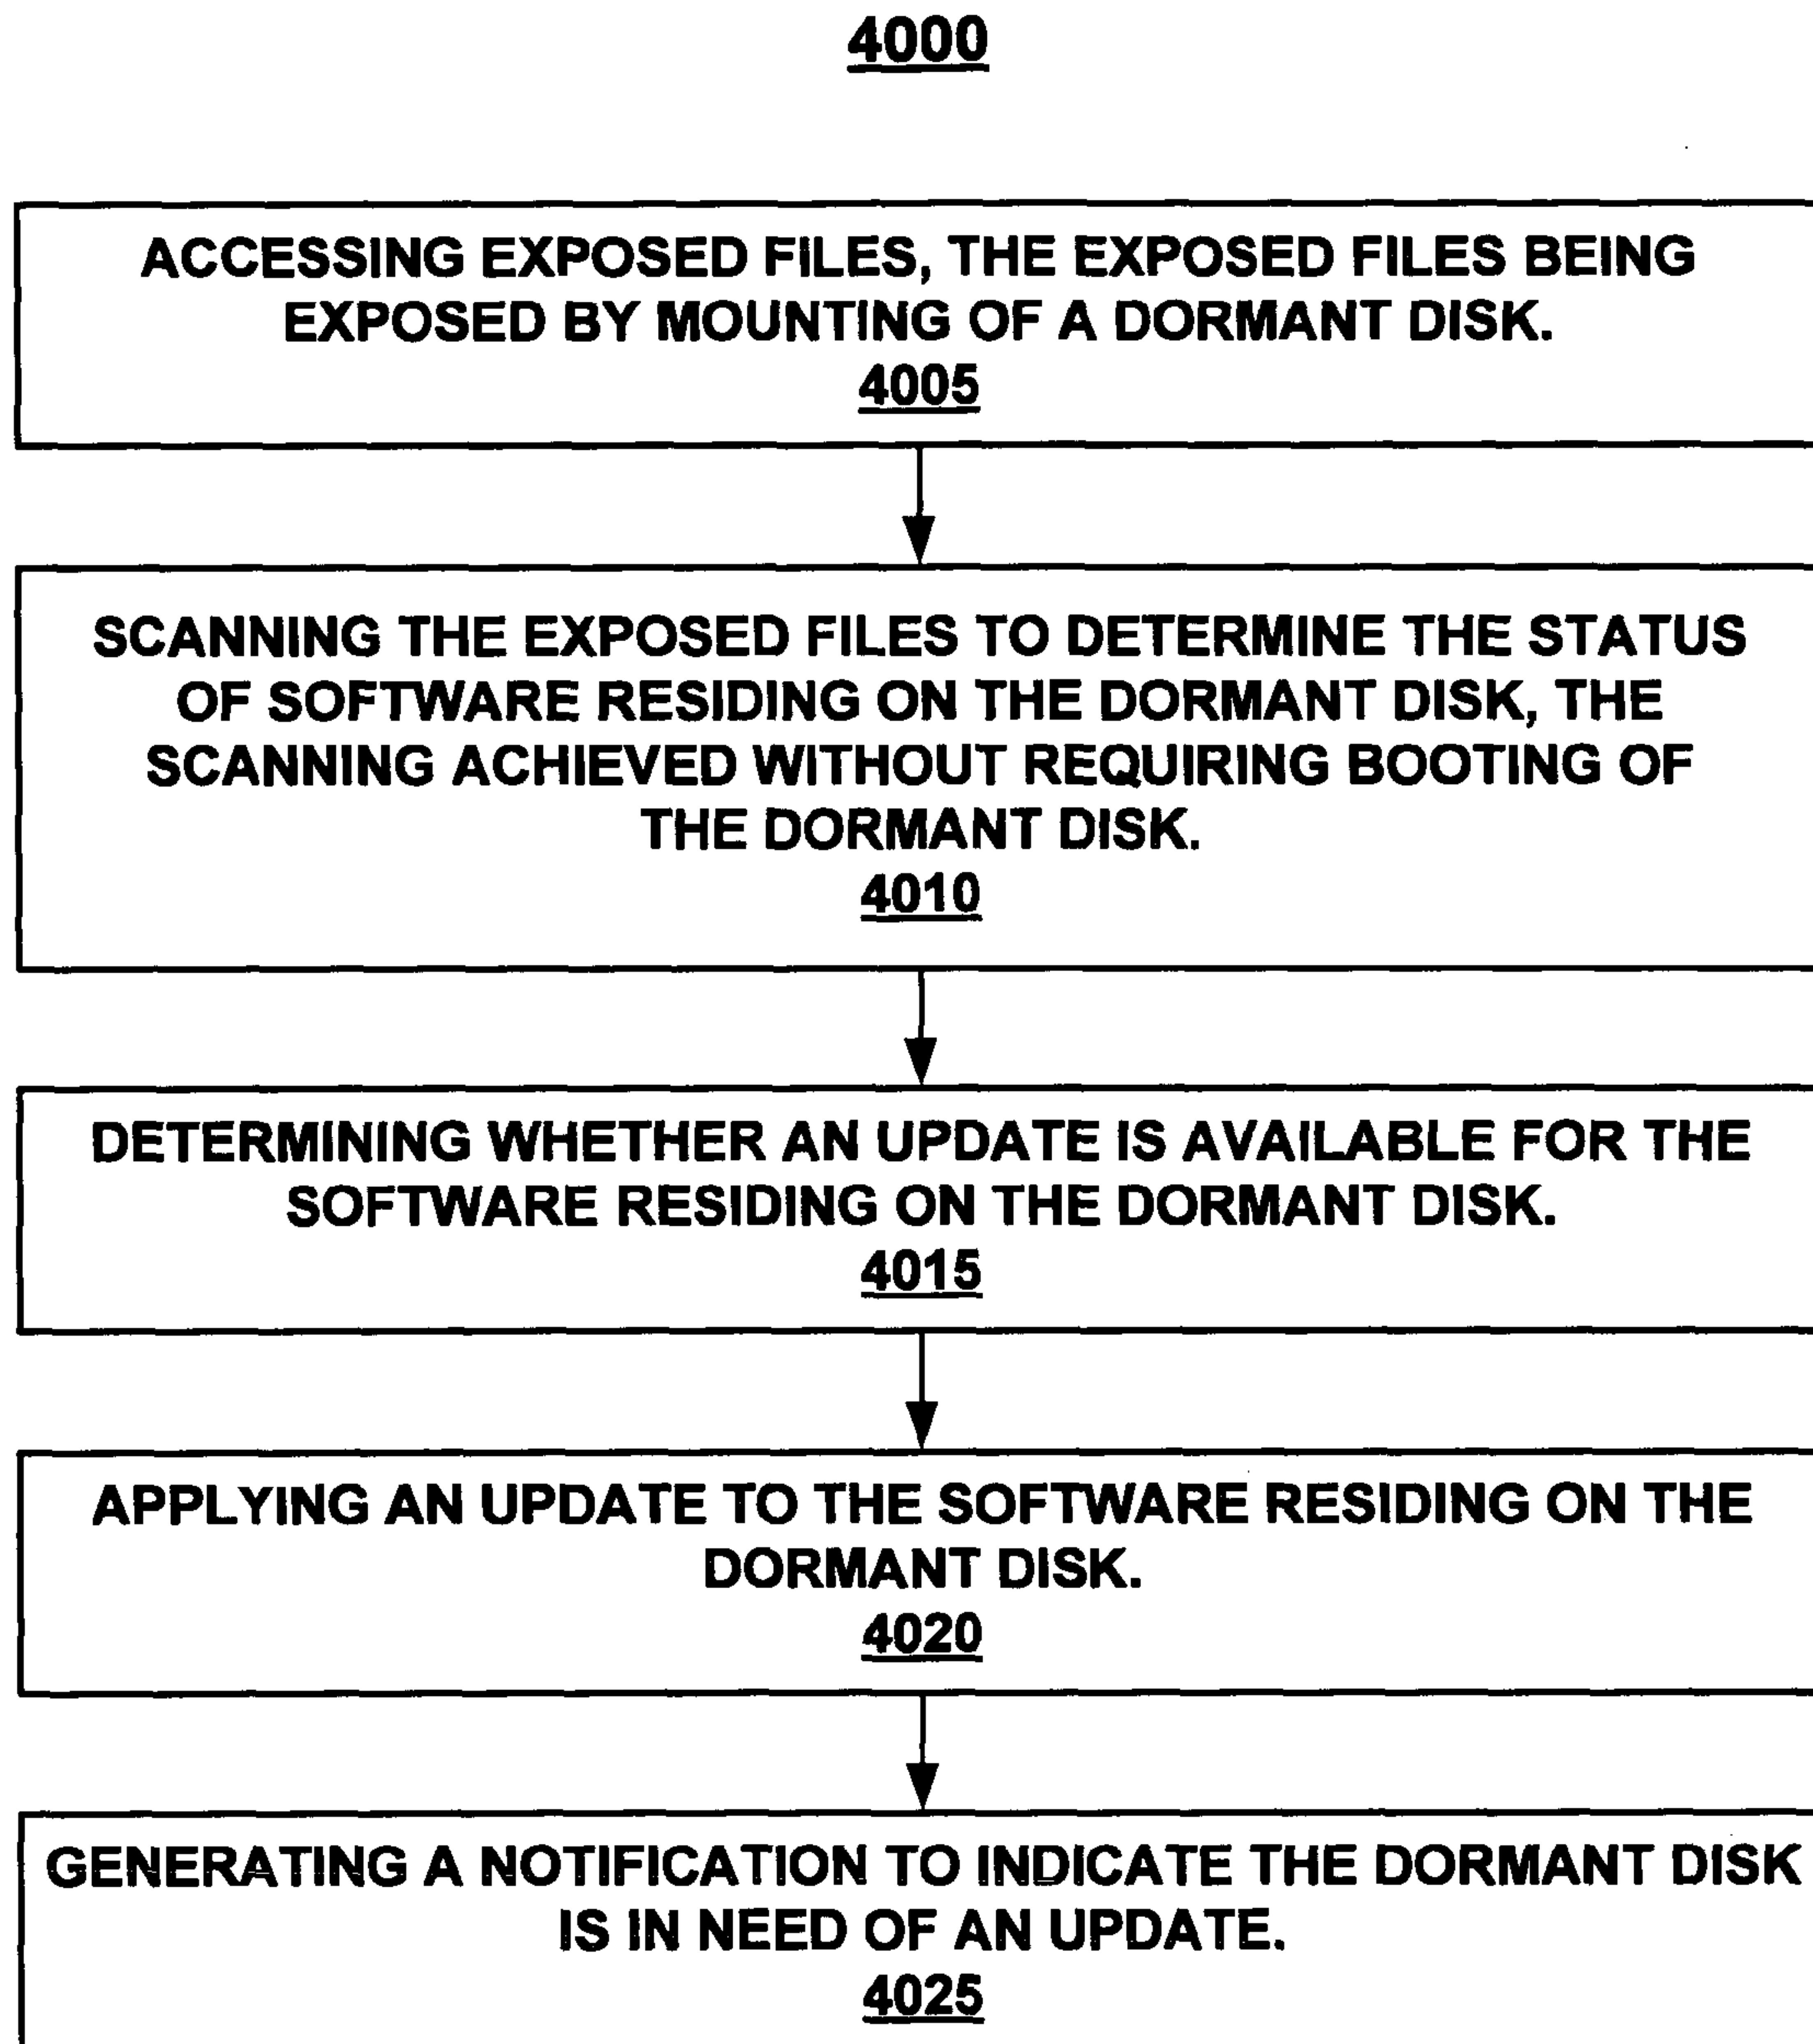 4000
ACCESSING EXPOSED FILES, THE EXPOSED FILES BEING
EXPOSED BY MOUNTING OF A DORMANT DISK.
4005
SCANNING THE EXPOSED FILES TO DETERMINE THE STATUS
OF SOFTWARE RESIDING ON THE DORMANT DISK, THE
SCANNING ACHIEVED WITHOUT REQUIRING BOOTING OF
THE DORMANT DISK.
4010
DETERMINING WHETHER AN UPDATE IS AVAILABLE FOR THE
SOFTWARE RESIDING ON THE DORMANT DISK.
4015
APPLYING AN UPDATE TO THE SOFTWARE RESIDING ON THE
DORMANT DISK.
4020
GENERATING A NOTIFICATION TO INDICATE THE DORMANT DISK
IS IN NEED OF AN UPDATE.
4025